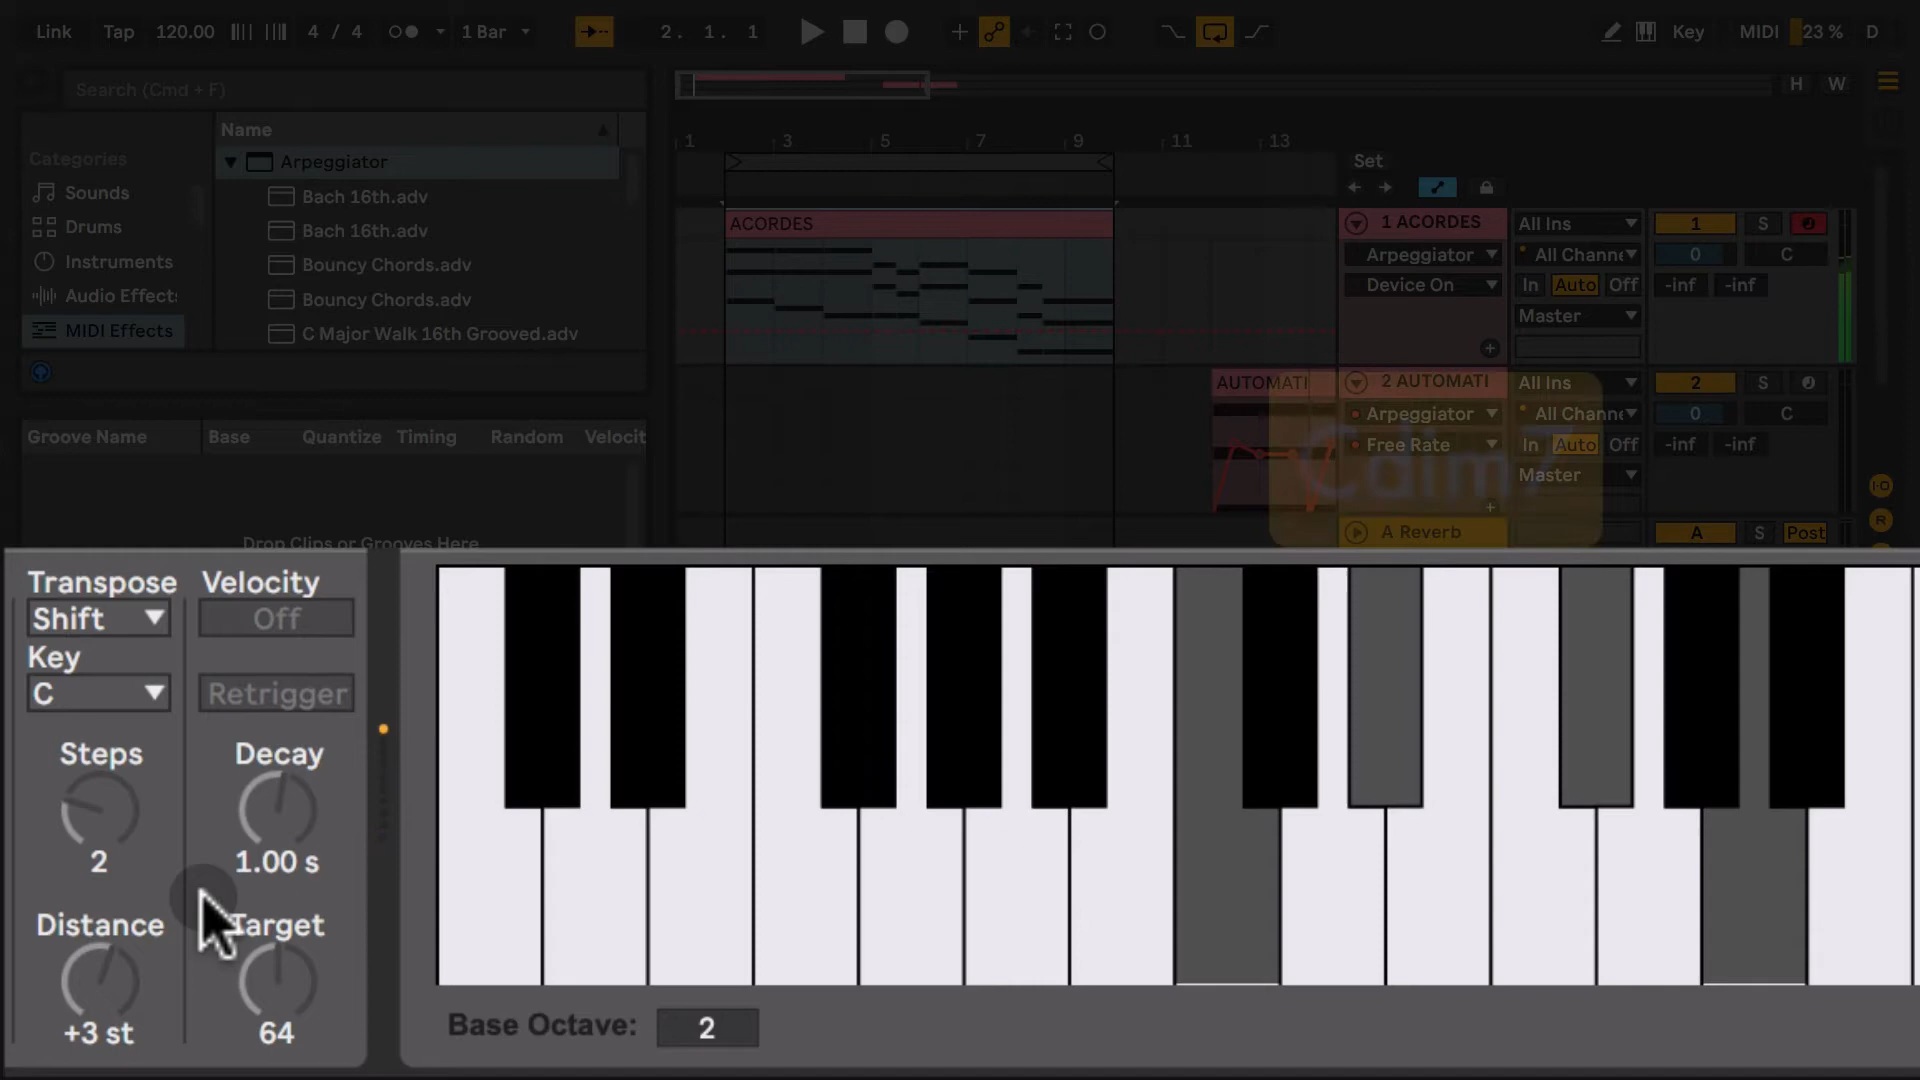 Link Tap 120.00 4 / 4 1 Bar 2. 1. 1 Key MIDI 23 % D
Search (Cmd + F)
H W
Categories
Sounds
Drums
Instruments
Audio Effect
MIDI Effects
Name
Arpeggiator
Bach 16th.adv
Bach 16th.adv
Bouncy Chords.adv
Bouncy Chords.adv
C Major Walk 16th Grooved.adv
Groove Name Base Quantize Timing Random Velocit
Drop Clips or Grooves Here
1 3 5 7 9 11 13
Set
ACORDES
1 ACORDES All Ins 1 S
Arpeggiator All Channe 0 C
Device On In Auto Off -inf -inf
Master
AUTOMATI 2 AUTOMATI All Ins 2 S
Arpeggiator All Channe 0 C
Free Rate In Auto Off -inf -inf
Master
Cdim7
A Reverb A S Post
I·O
R
Transpose Velocity
Shift Off
Key
C Retrigger
Steps Decay
2 1.00 s
Distance Target
+3 st 64
Base Octave: 2